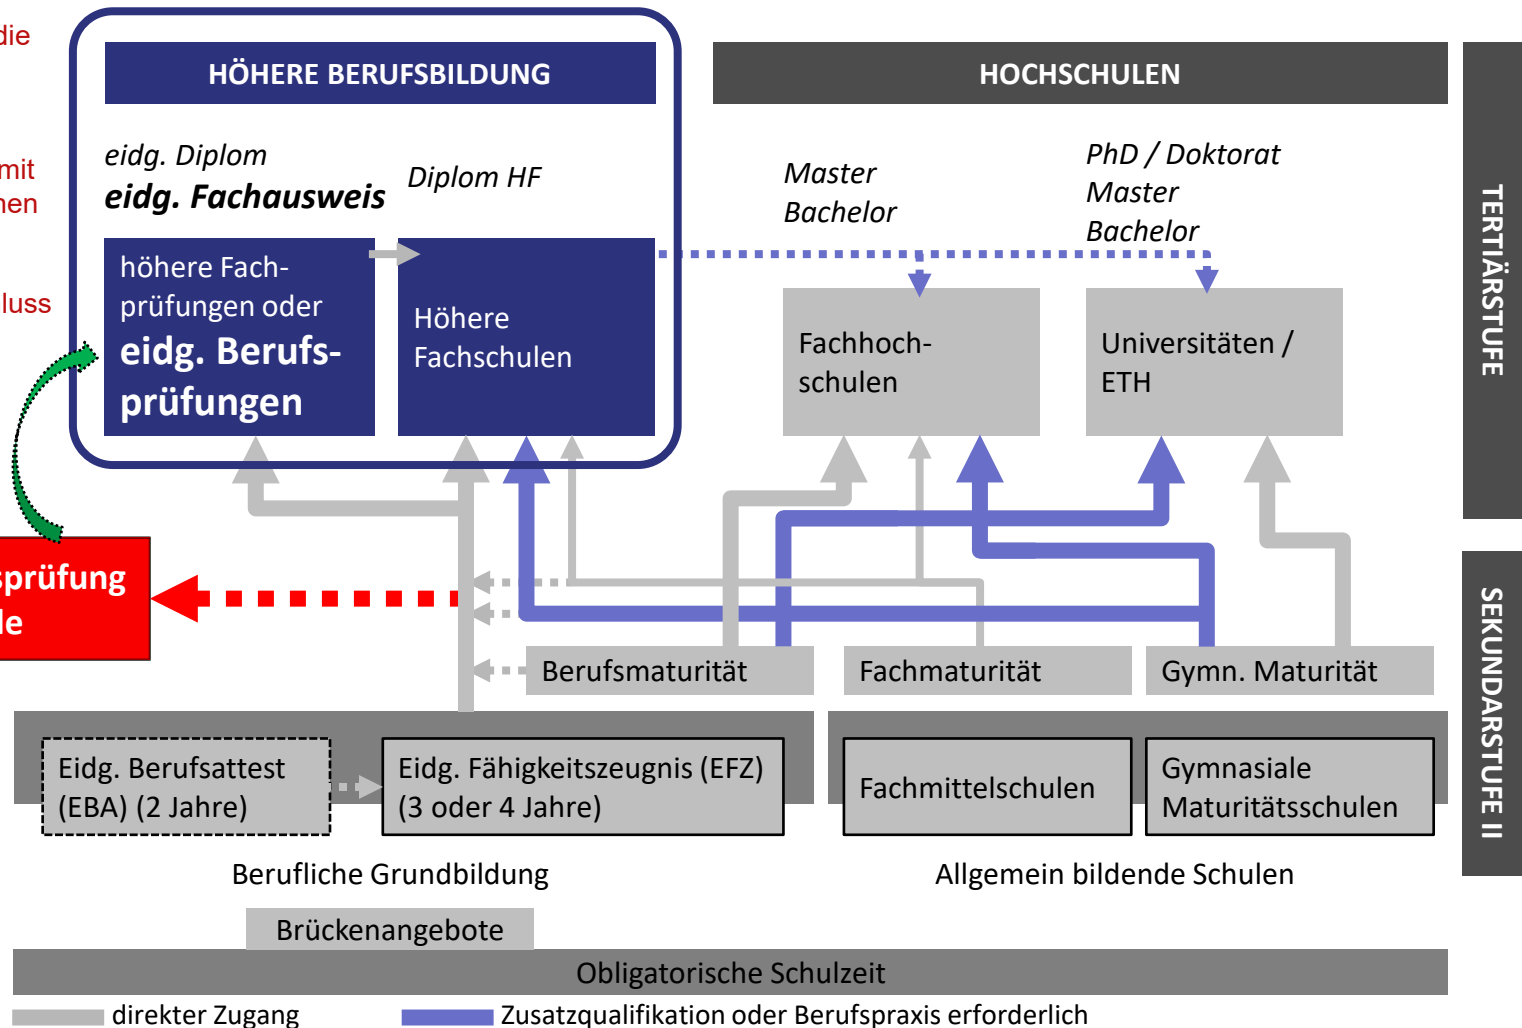 die
mit
nen
luss
HÖHERE BERUFSBILDUNG
HOCHSCHULEN
eidg. Diplom
eidg. Fachausweis
Diplom HF
Master
Bachelor
PhD / Doktorat
Master
Bachelor
TERTIÄRSTUFE
höhere Fach-
prüfungen oder
eidg. Berufs-
prüfungen
Höhere
Fachschulen
Fachhoch-
schulen
Universitäten /
ETH
sprüfung
le
SEKUNDARSTUFE II
Berufsmaturität
Fachmaturität
Gymn. Maturität
Eidg. Berufsattest
(EBA) (2 Jahre)
Eidg. Fähigkeitszeugnis (EFZ)
(3 oder 4 Jahre)
Fachmittelschulen
Gymnasiale
Maturitätsschulen
Berufliche Grundbildung
Allgemein bildende Schulen
Brückenangebote
Obligatorische Schulzeit
direkter Zugang
Zusatzqualifikation oder Berufspraxis erforderlich